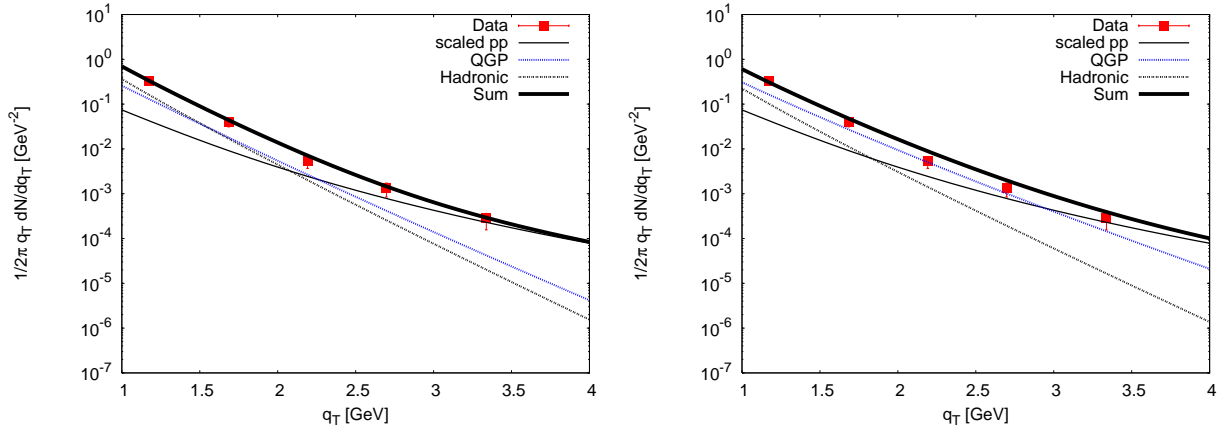 10^1
10^0
10^-1
10^-2
10^-3
10^-4
10^-5
10^-6
10^-7
1/2π q_T dN/dq_T [GeV^-2]
1 1.5 2 2.5 3 3.5 4
q_T [GeV]
Data
scaled pp
QGP
Hadronic
Sum
10^1
10^0
10^-1
10^-2
10^-3
10^-4
10^-5
10^-6
10^-7
1/2π q_T dN/dq_T [GeV^-2]
1 1.5 2 2.5 3 3.5 4
q_T [GeV]
Data
scaled pp
QGP
Hadronic
Sum